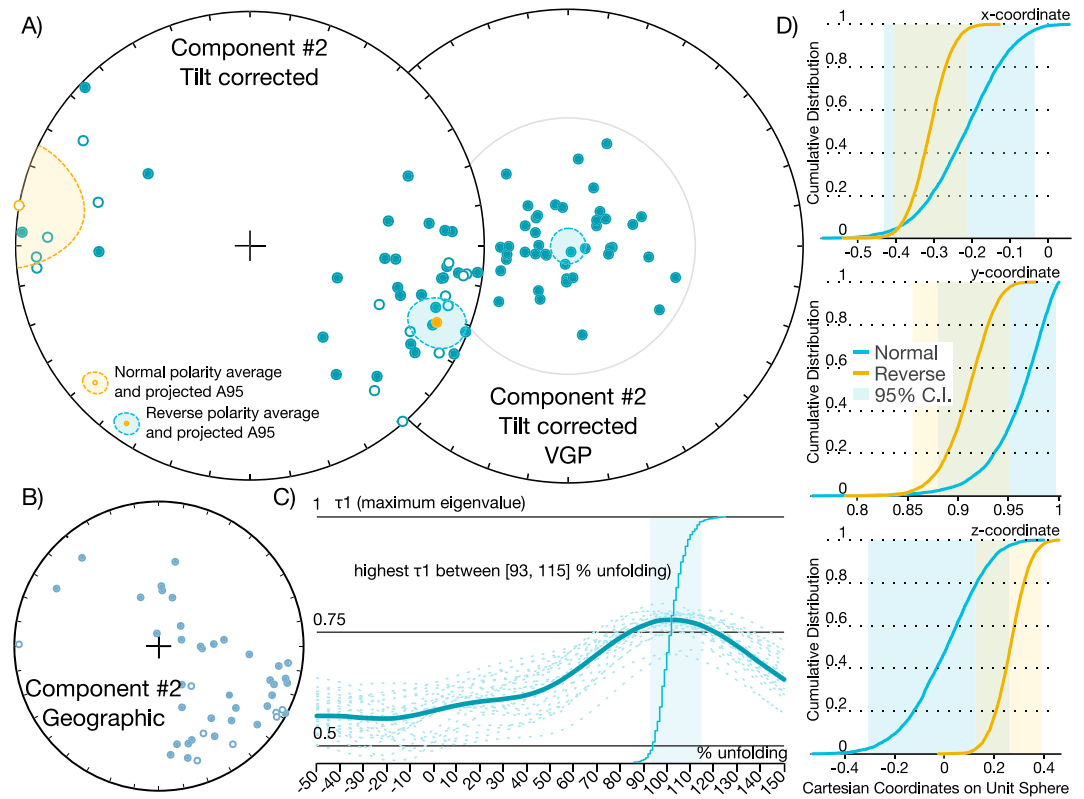 A)
Component #2
Tilt corrected
Normal polarity average
and projected A95
Reverse polarity average
and projected A95
Component #2
Tilt corrected
VGP
B)
Component #2
Geographic
C)
1 τ1 (maximum eigenvalue)
highest τ1 between [93, 115] % unfolding)
0.75
0.5
% unfolding
-50 -40 -30 -20 -10 0 10 20 30 40 50 60 70 80 90 100 110 120 130 140 150
D)
x-coordinate
Cumulative Distribution
1
0.8
0.6
0.4
0.2
0
-0.4 -0.3 -0.2 -0.1 0
y-coordinate
Cumulative Distribution
1
0.8
0.6
0.4
0.2
0
Normal
Reverse
95% C.I.
0.8 0.85 0.9 0.95 1
z-coordinate
Cumulative Distribution
1
0.8
0.6
0.4
0.2
0
-0.4 -0.2 0 0.2 0.4
Cartesian Coordinates on Unit Sphere